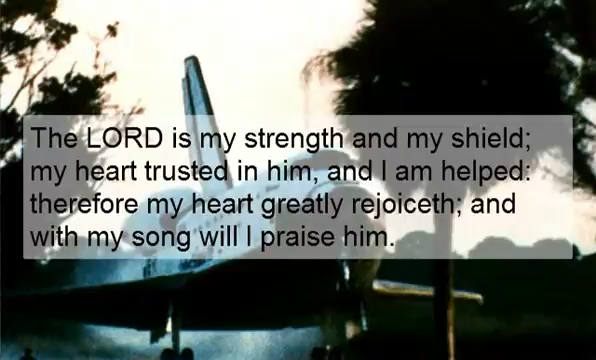 The LORD is my strength and my shield;
my heart trusted in him, and I am helped:
therefore my heart greatly rejoiceth; and
with my song will I praise him.